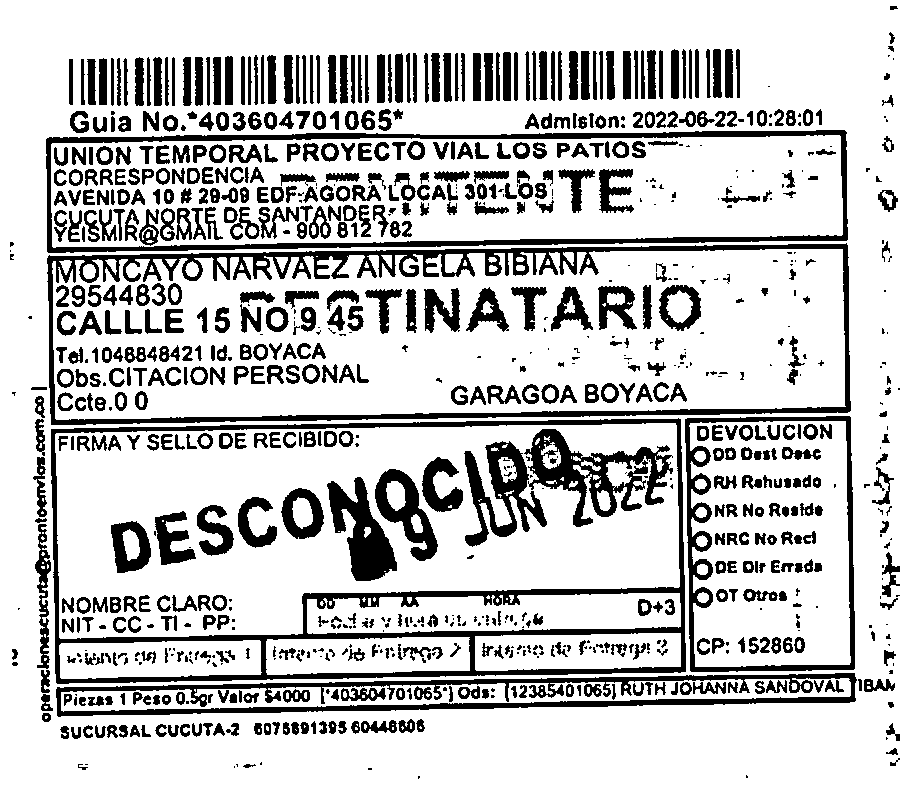 Guia No.*403604701065*
Admision: 2022-06-22-10:28:01
UNION TEMPORAL PROYECTO VIAL LOS PATIOS
CORRESPONDENCIA
AVENIDA 10 # 29-09 EDF AGORA LOCAL 301 LOS
CUCUTA NORTE DE SANTANDER
YEISMIR@GMAIL COM - 900 812 782
MONCAYO NARVAEZ ANGELA BIBIANA
29544830
DESTINATARIO
CALLLE 15 NO 9 45
Tel.1048848421 Id. BOYACA
Obs.CITACION PERSONAL
Ccte.0 0
GARAGOA BOYACA
FIRMA Y SELLO DE RECIBIDO:
DESCONOCIDO
9 JUN 2022
NOMBRE CLARO:
NIT - CC - TI - PP:
DD MM AA HORA
Fecha y hora de entrega
D+3
Intento de Entrega 1
Intento de Entrega 2
Intento de Entrega 3
DEVOLUCION
DD Dest Desc
RH Rehusado
NR No Reside
NRC No Recl
DE Dir Errada
OT Otros
CP: 152860
Piezas 1 Peso 0.5gr Valor $4000 [*403604701065*] Ods: [12385401065] RUTH JOHANNA SANDOVAL TIBAM
SUCURSAL CUCUTA-2 6075891395 60446606
operacionescucuta@prontoenvios.com.co |